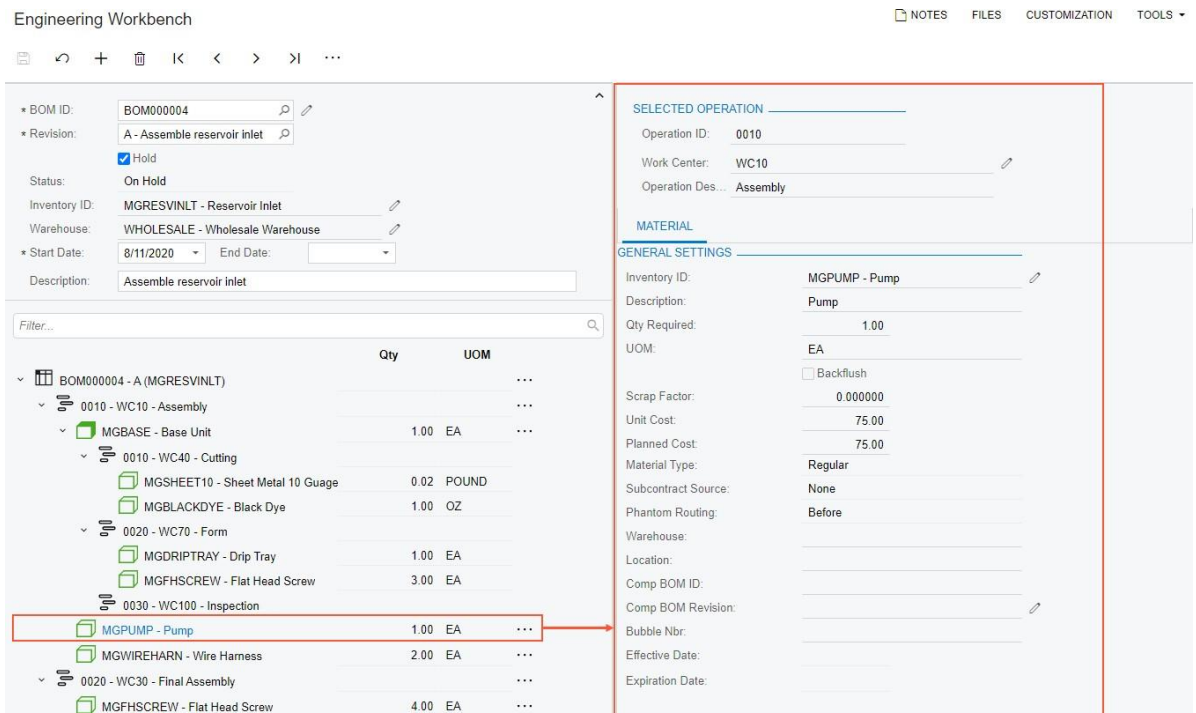 Engineering Workbench
NOTES FILES CUSTOMIZATION TOOLS
* BOM ID: BOM000004
* Revision: A - Assemble reservoir inlet
Hold
Status: On Hold
Inventory ID: MGRESVINLT - Reservoir Inlet
Warehouse: WHOLESALE - Wholesale Warehouse
* Start Date: 8/11/2020 End Date:
Description: Assemble reservoir inlet
Filter...
Qty UOM
BOM000004 - A (MGRESVINLT) ...
0010 - WC10 - Assembly ...
MGBASE - Base Unit 1.00 EA ...
0010 - WC40 - Cutting
MGSHEET10 - Sheet Metal 10 Guage 0.02 POUND
MGBLACKDYE - Black Dye 1.00 OZ
0020 - WC70 - Form
MGDRIPTRAY - Drip Tray 1.00 EA
MGFHSCREW - Flat Head Screw 3.00 EA
0030 - WC100 - Inspection
MGPUMP - Pump 1.00 EA ...
MGWIREHARN - Wire Harness 2.00 EA ...
0020 - WC30 - Final Assembly ...
MGFHSCREW - Flat Head Screw 4.00 EA ...
SELECTED OPERATION
Operation ID: 0010
Work Center: WC10
Operation Des... Assembly
MATERIAL
GENERAL SETTINGS
Inventory ID: MGPUMP - Pump
Description: Pump
Qty Required: 1.00
UOM: EA
Backflush
Scrap Factor: 0.000000
Unit Cost: 75.00
Planned Cost: 75.00
Material Type: Regular
Subcontract Source: None
Phantom Routing: Before
Warehouse:
Location:
Comp BOM ID:
Comp BOM Revision:
Bubble Nbr:
Effective Date:
Expiration Date: